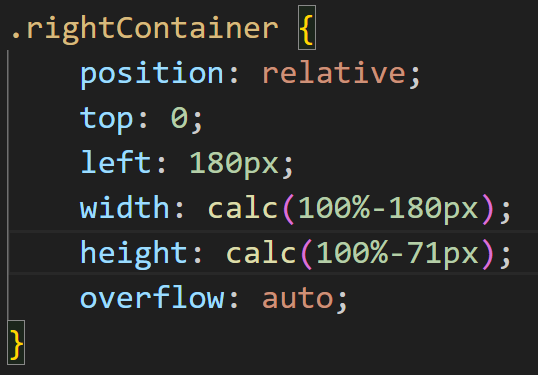 .rightContainer {
    position: relative;
    top: 0;
    left: 180px;
    width: calc(100%-180px);
    height: calc(100%-71px);
    overflow: auto;
}